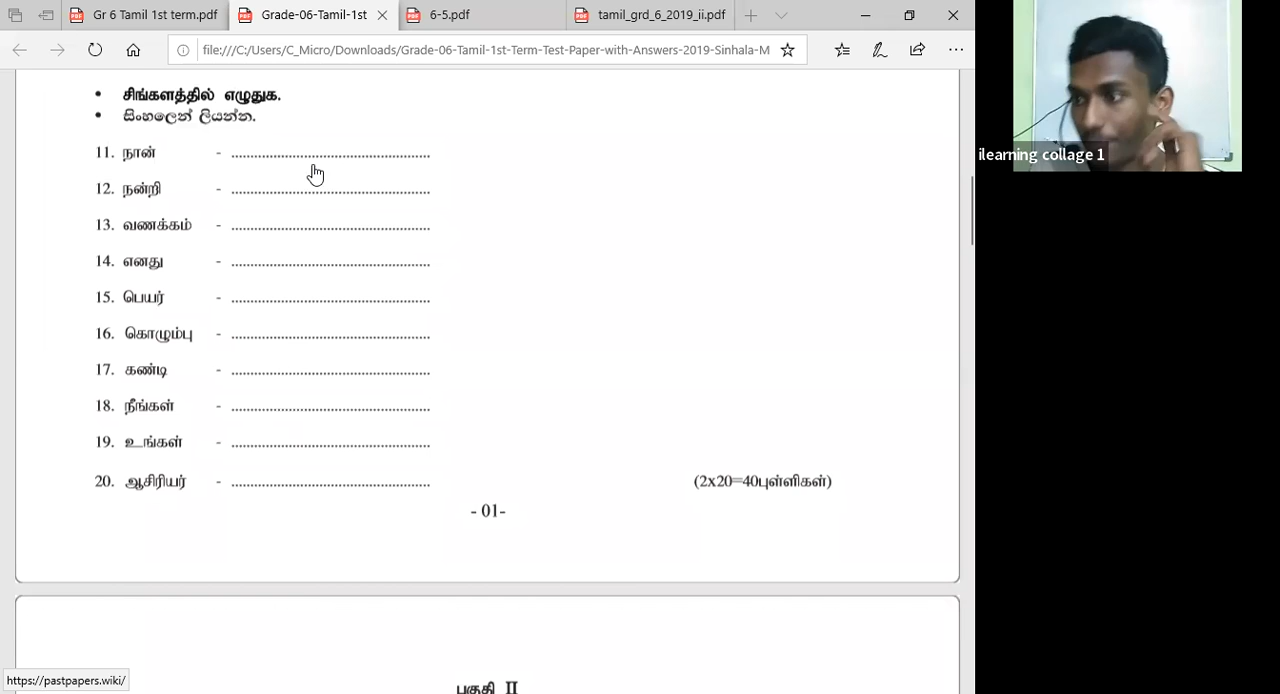 Gr 6 Tamil 1st term.pdf
Grade-06-Tamil-1st
6-5.pdf
tamil_grd_6_2019_ii.pdf
file:///C:/Users/C_Micro/Downloads/Grade-06-Tamil-1st-Term-Test-Paper-with-Answers-2019-Sinhala-M
• சிங்களத்தில் எழுதுக.
• සිංහලෙන් ලියන්න.
11. நான் - ................................................
12. நன்றி - ................................................
13. வணக்கம் - ................................................
14. எனது - ................................................
15. பெயர் - ................................................
16. கொழும்பு - ................................................
17. கண்டி - ................................................
18. நீங்கள் - ................................................
19. உங்கள் - ................................................
20. ஆசிரியர் - ................................................ (2x20=40புள்ளிகள்)
- 01-
பகுதி II
https://pastpapers.wiki/
ilearning collage 1